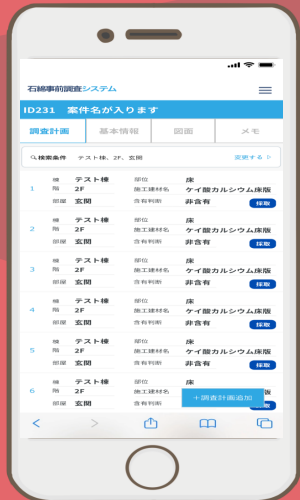 石綿事前調査システム
ID231 案件名が入ります
調査計画 基本情報 図面 メモ
検索条件 テスト棟、2F、玄関 変更する
棟 テスト棟 部位 床
1 階 2F 施工建材名 ケイ酸カルシウム床版
部屋 玄関 含有判断 非含有 採取
棟 テスト棟 部位 床
2 階 2F 施工建材名 ケイ酸カルシウム床版
部屋 玄関 含有判断 非含有 採取
棟 テスト棟 部位 床
3 階 2F 施工建材名 ケイ酸カルシウム床版
部屋 玄関 含有判断 非含有 採取
棟 テスト棟 部位 床
4 階 2F 施工建材名 ケイ酸カルシウム床版
部屋 玄関 含有判断 非含有 採取
棟 テスト棟 部位 床
5 階 2F 施工建材名 ケイ酸カルシウム床版
部屋 玄関 含有判断 非含有 採取
棟 テスト棟 部位 床
6 階 2F 施工建材名 版
部屋 玄関 含有判断 採取
+調査計画追加